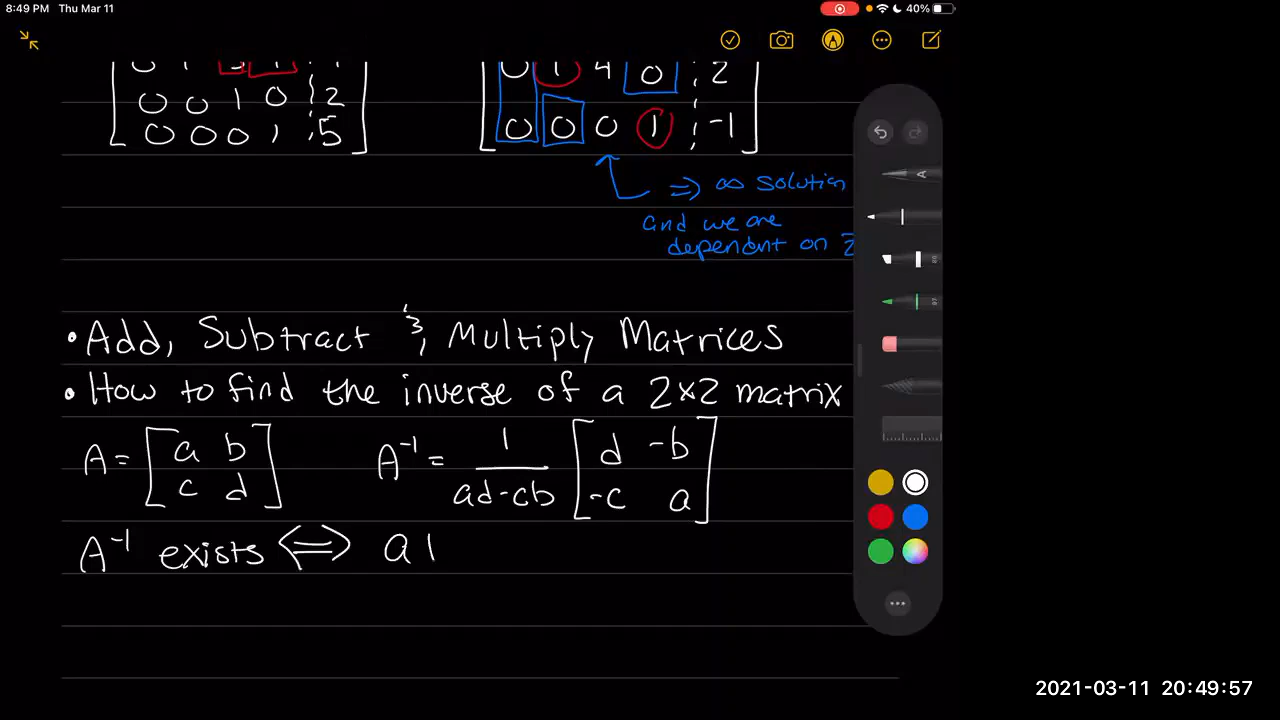 8:49 PM Thu Mar 11
40%
0 0 1 0 2
0 0 0 1 5
0 1 4 0 2
0 0 0 1 -1
⇒ ∞ solution
and we are
dependent on z
• Add, Subtract & Multiply Matrices
• How to find the inverse of a 2×2 matrix
A = [a b
c d]
A⁻¹ = 1/(ad-cb) [d -b
-c a]
A⁻¹ exists ⟺ a
2021-03-11 20:49:57